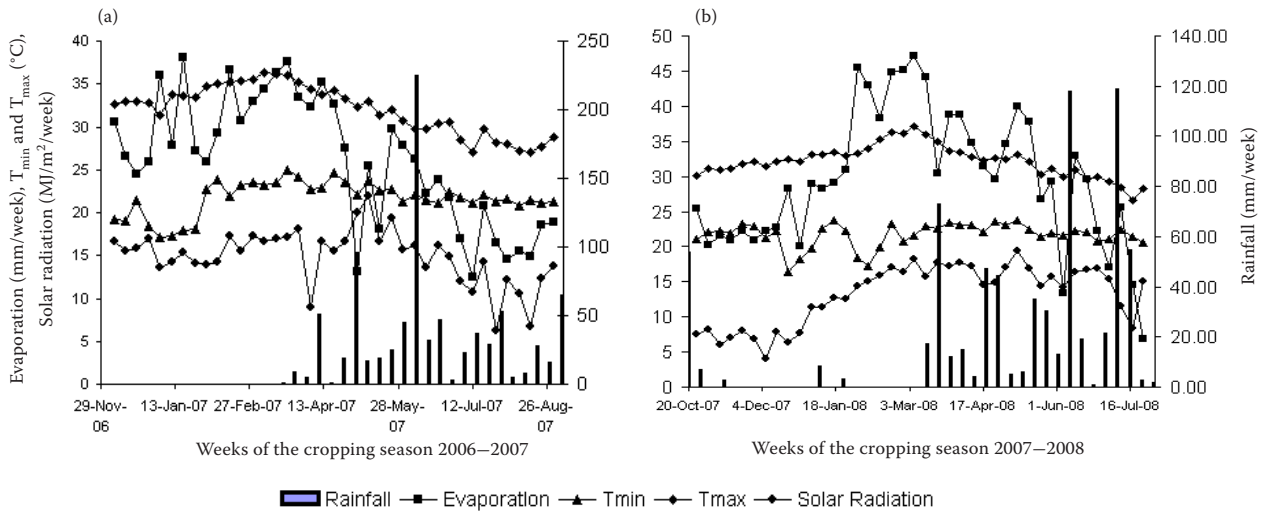 (a)
(b)
Evaporation (mm/week), Tmin and Tmax (°C),
Solar radiation (MJ/m²/week)
40
35
30
25
20
15
10
5
0
250
200
150
100
50
0
29-Nov-06
13-Jan-07
27-Feb-07
13-Apr-07
28-May-07
12-Jul-07
26-Aug-07
Weeks of the cropping season 2006–2007
50
45
40
35
30
25
20
15
10
5
0
140.00
120.00
100.00
80.00
60.00
40.00
20.00
0.00
Rainfall (mm/week)
20-Oct-07
4-Dec-07
18-Jan-08
3-Mar-08
17-Apr-08
1-Jun-08
16-Jul-08
Weeks of the cropping season 2007–2008
Rainfall
Evaporation
Tmin
Tmax
Solar Radiation